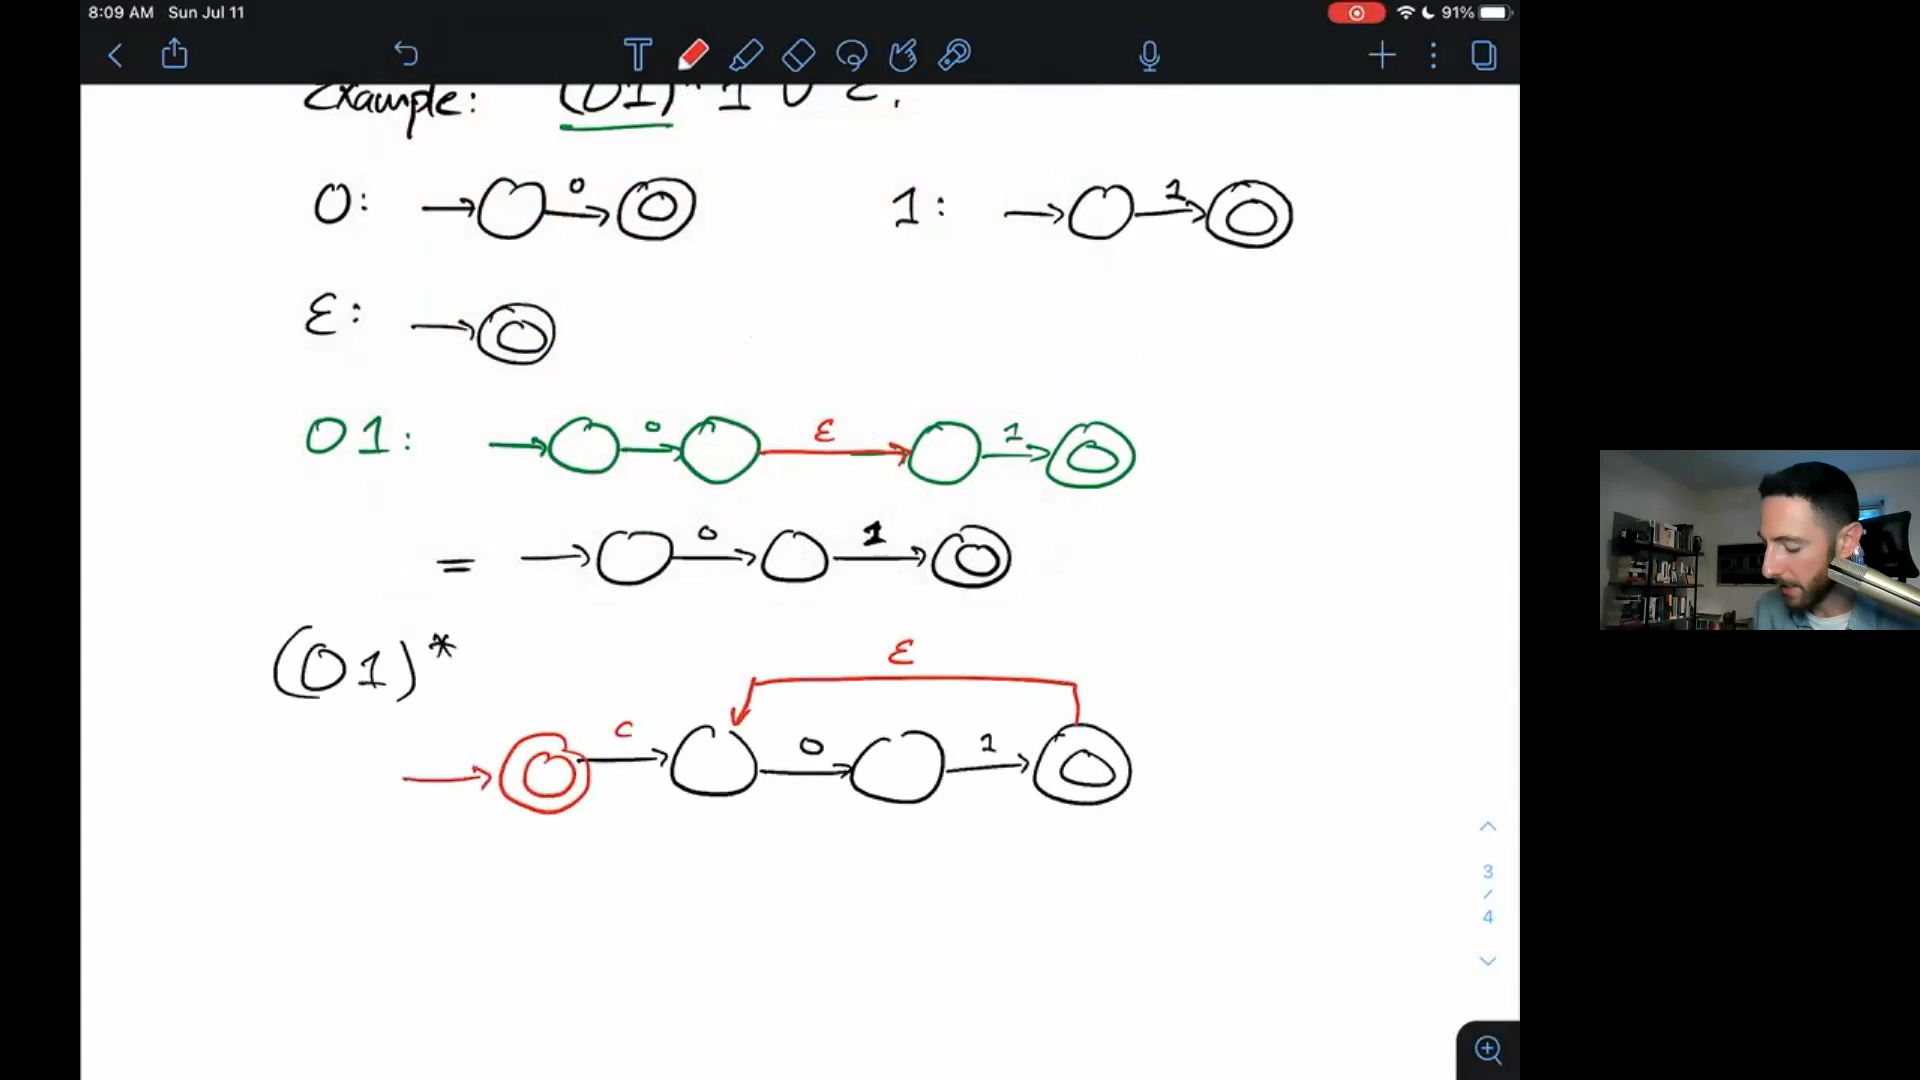 8:09 AM Sun Jul 11 91%
T
Example: (01)* 1 ∪ ε.
0: 0 1: 1
ε:
01: 0 ε 1
= 0 1
(01)*
ε
ε 0 1
3
/
4